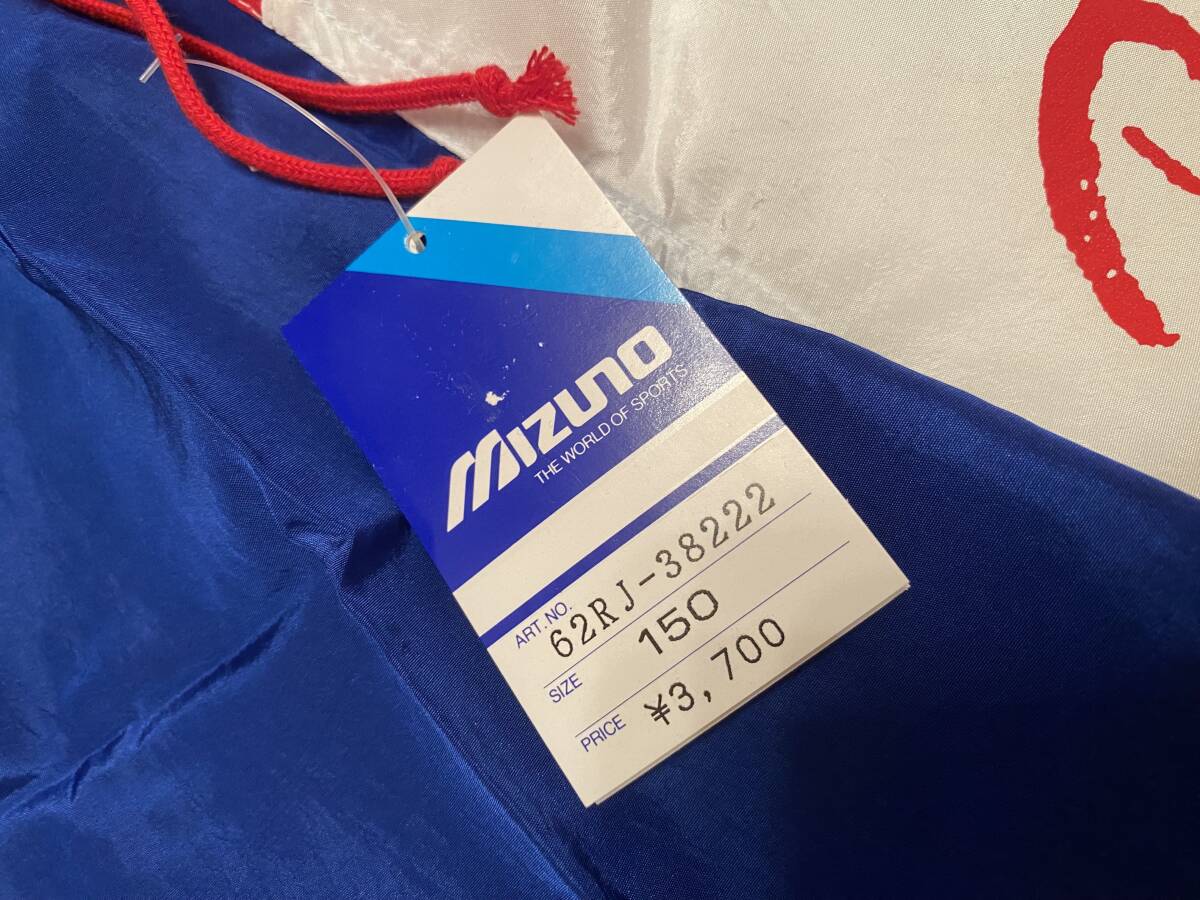 MIZUNO
THE WORLD OF SPORTS
ART.NO. 62RJ-38222
SIZE 150
PRICE ¥3,700